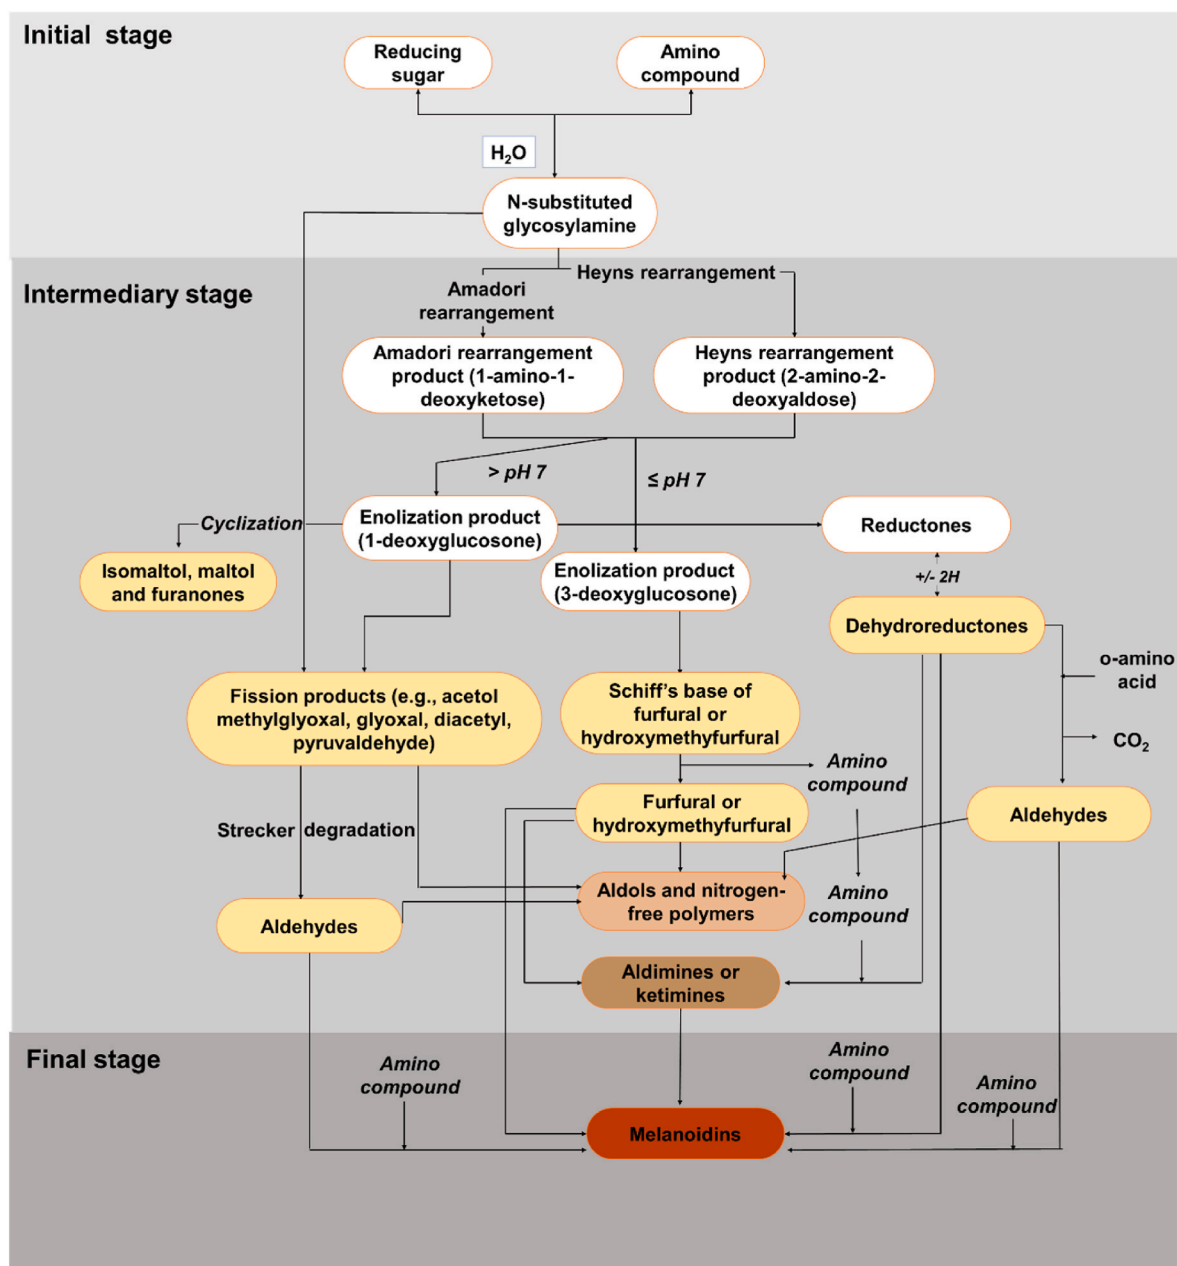 Initial stage
Reducing
sugar
Amino
compound
H₂O
N-substituted
glycosylamine
Heyns rearrangement
Intermediary stage
Amadori
rearrangement
Amadori rearrangement
product (1-amino-1-
deoxyketose)
Heyns rearrangement
product (2-amino-2-
deoxyaldose)
> pH 7
≤ pH 7
Cyclization
Enolization product
(1-deoxyglucosone)
Reductones
Isomaltol, maltol
and furanones
Enolization product
(3-deoxyglucosone)
+/- 2H
Dehydroreductones
o-amino
acid
Fission products (e.g., acetol
methylglyoxal, glyoxal, diacetyl,
pyruvaldehyde)
Schiff's base of
furfural or
hydroxymethyfurfural
CO₂
Amino
compound
Furfural or
hydroxymethyfurfural
Aldehydes
Strecker degradation
Aldols and nitrogen-
free polymers
Amino
compound
Aldehydes
Aldimines or
ketimines
Final stage
Amino
compound
Amino
compound
Amino
compound
Melanoidins